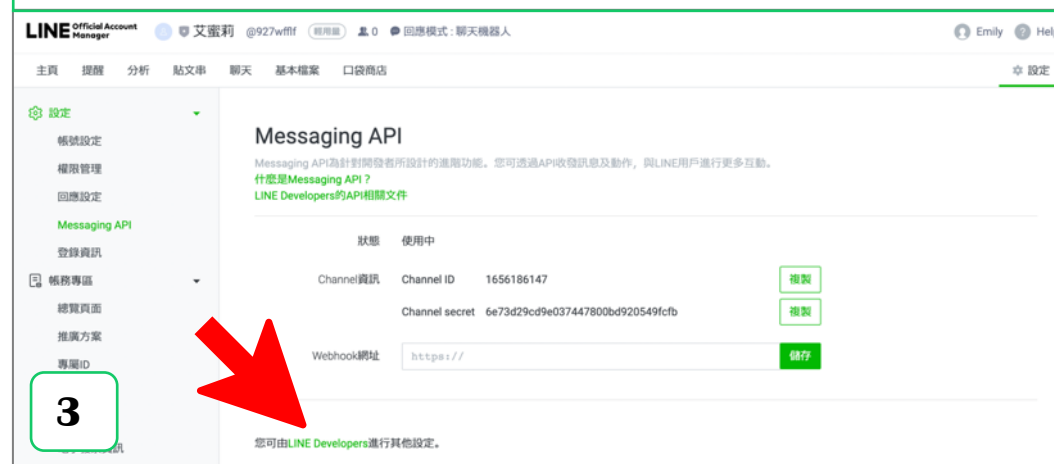 LINE Official Account Manager 艾蜜莉 @927wfflf 輕用量 0 回應模式 : 聊天機器人 Emily Help
主頁 提醒 分析 貼文串 聊天 基本檔案 口袋商店 設定
設定
帳號設定
權限管理
回應設定
Messaging API
登錄資訊
帳務專區
總覽頁面
推廣方案
專屬ID
3
Messaging API
Messaging API為針對開發者所設計的進階功能。您可透過API收發訊息及動作，與LINE用戶進行更多互動。
什麼是Messaging API？
LINE Developers的API相關文件
狀態 使用中
Channel資訊 Channel ID 1656186147 複製
Channel secret 6e73d29cd9e037447800bd920549fcfb 複製
Webhook網址 https:// 儲存
您可由LINE Developers進行其他設定。